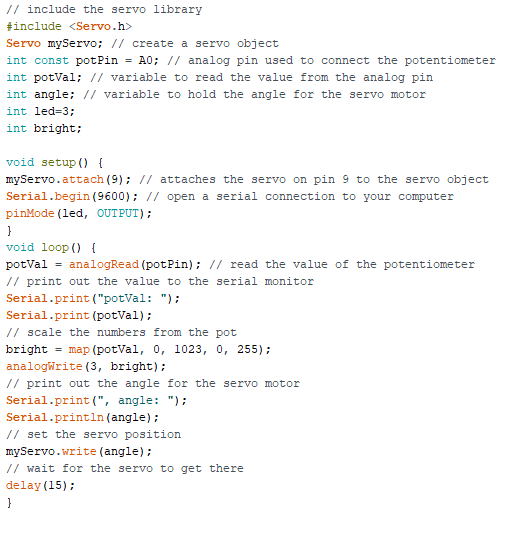 // include the servo library
#include <Servo.h>
Servo myServo; // create a servo object
int const potPin = A0; // analog pin used to connect the potentiometer
int potVal; // variable to read the value from the analog pin
int angle; // variable to hold the angle for the servo motor
int led=3;
int bright;
void setup() {
myServo.attach(9); // attaches the servo on pin 9 to the servo object
Serial.begin(9600); // open a serial connection to your computer
pinMode(led, OUTPUT);
}
void loop() {
potVal = analogRead(potPin); // read the value of the potentiometer
// print out the value to the serial monitor
Serial.print("potVal: ");
Serial.print(potVal);
// scale the numbers from the pot
bright = map(potVal, 0, 1023, 0, 255);
analogWrite(3, bright);
// print out the angle for the servo motor
Serial.print(", angle: ");
Serial.println(angle);
// set the servo position
myServo.write(angle);
// wait for the servo to get there
delay(15);
}